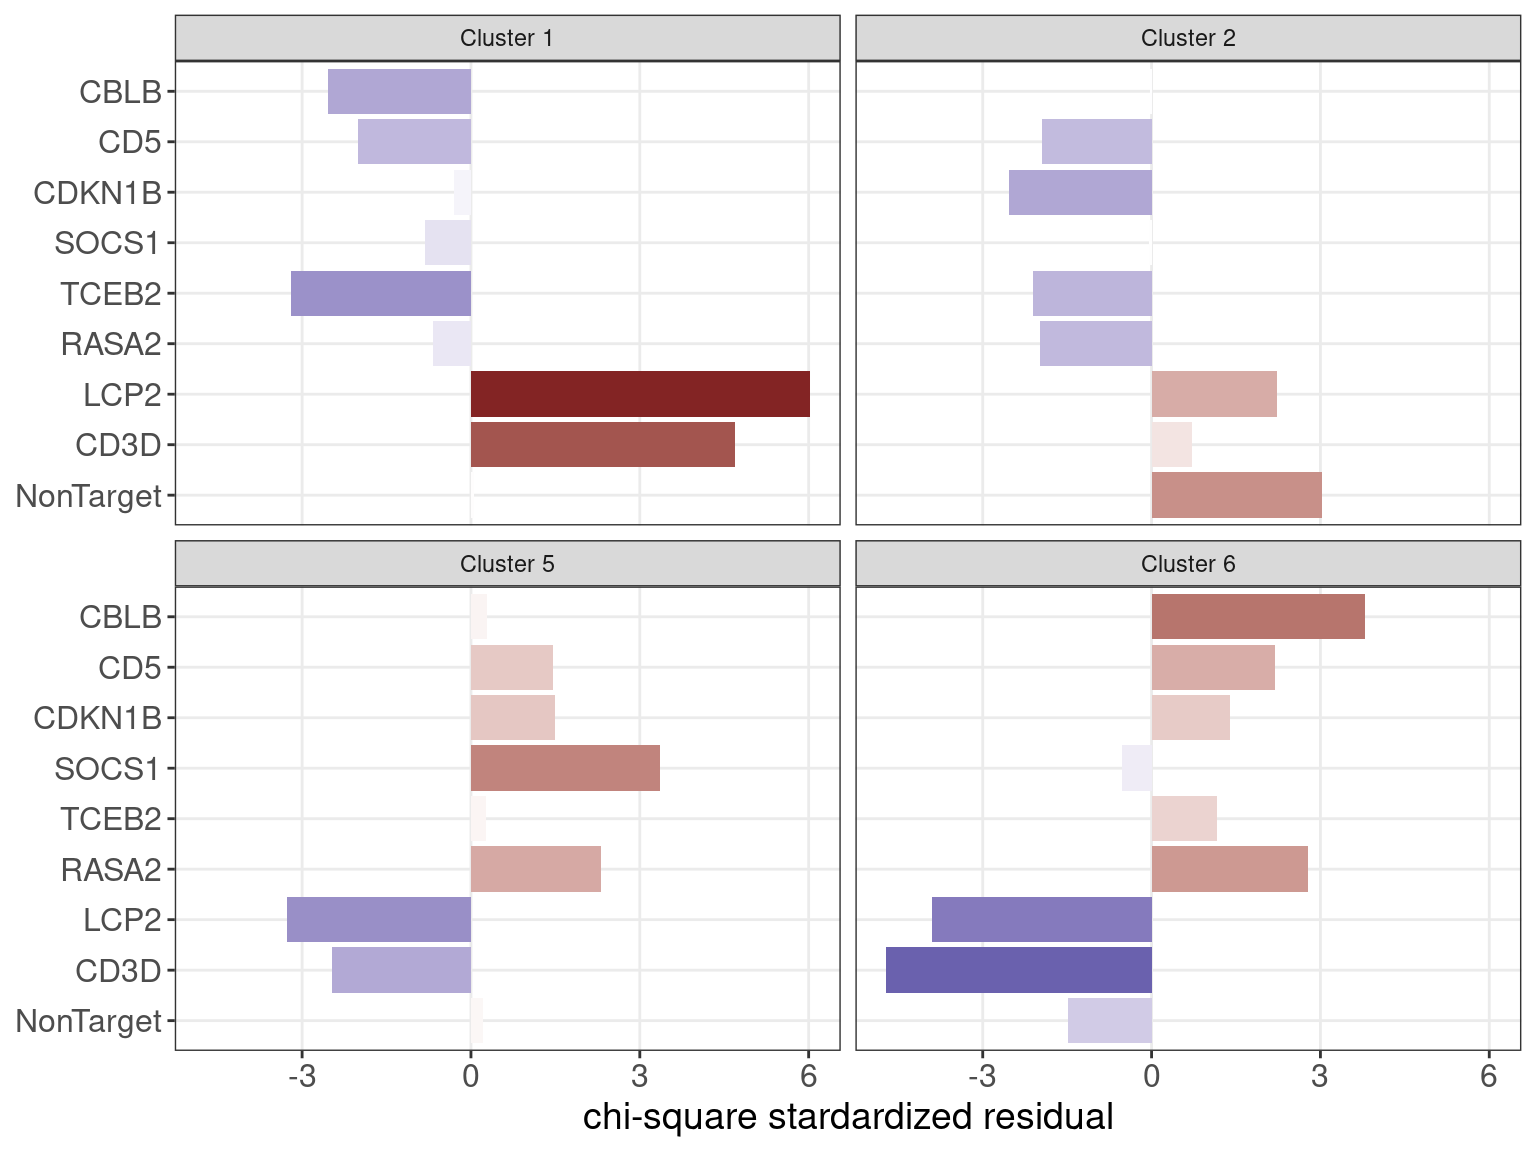 Cluster 1
Cluster 2
CBLB
CD5
CDKN1B
SOCS1
TCEB2
RASA2
LCP2
CD3D
NonTarget
Cluster 5
Cluster 6
CBLB
CD5
CDKN1B
SOCS1
TCEB2
RASA2
LCP2
CD3D
NonTarget
-3 0 3 6
-3 0 3 6
chi-square stardardized residual